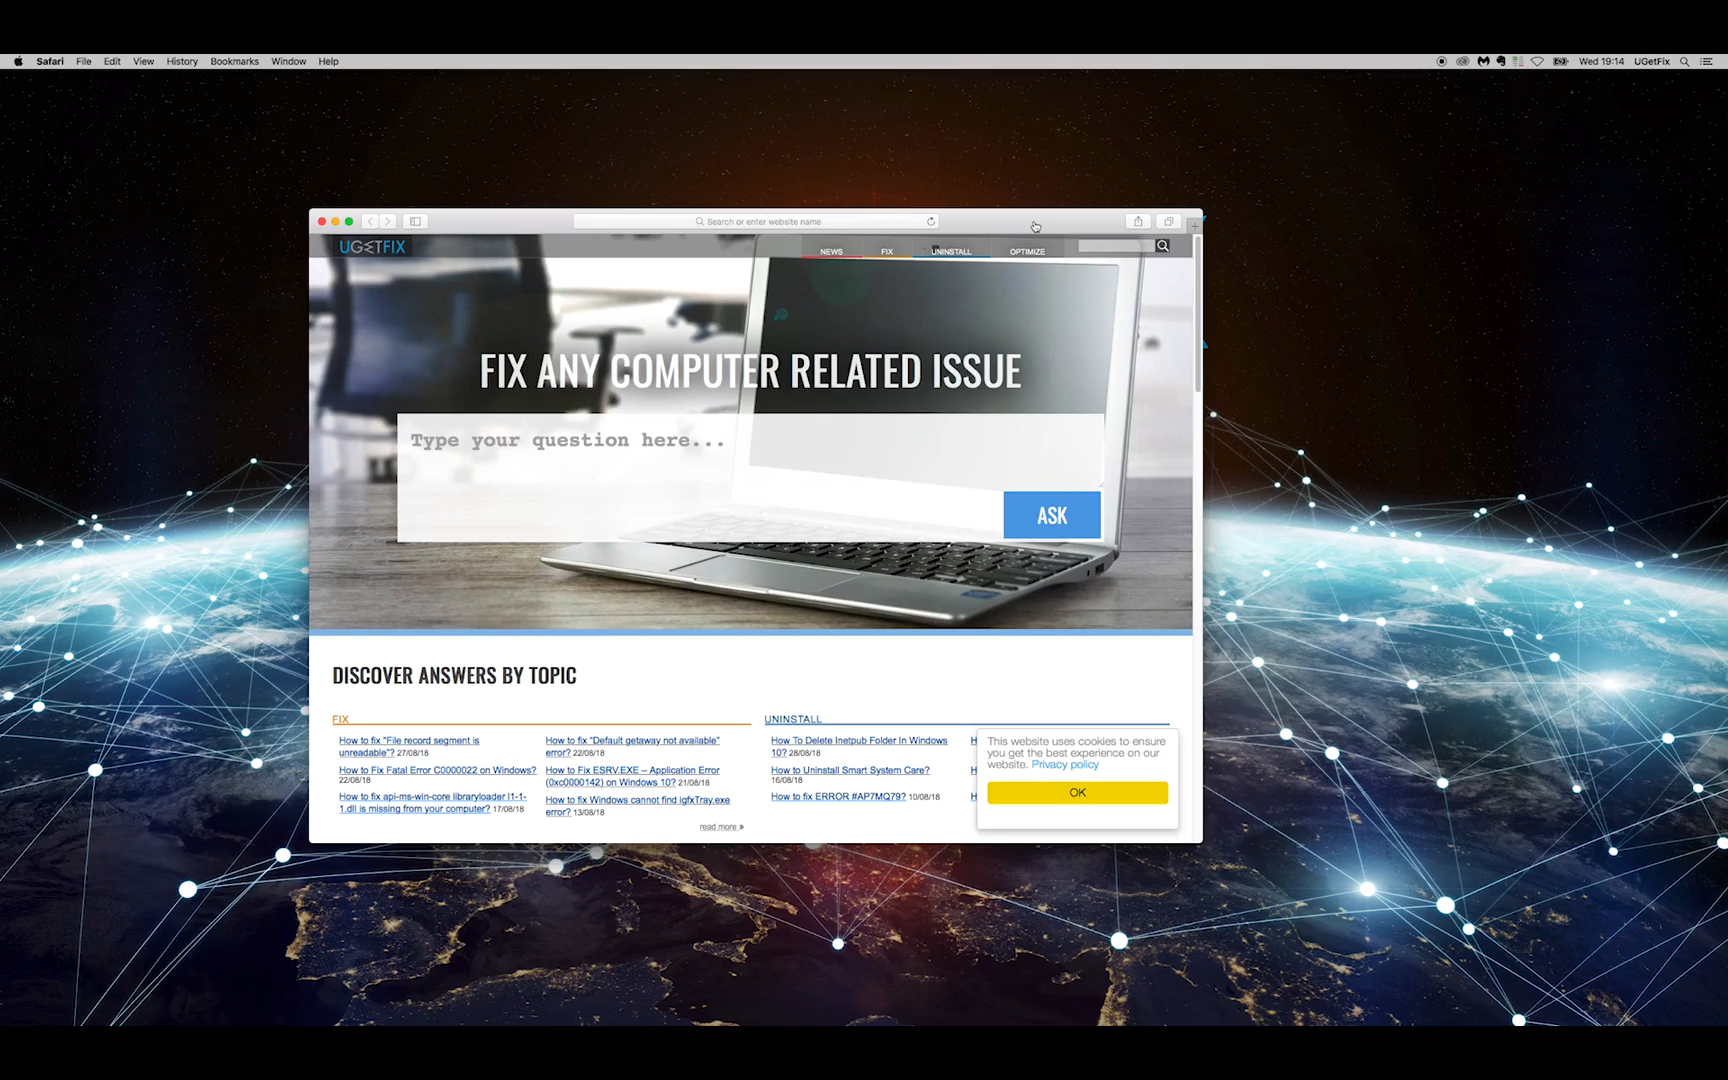 Safari File Edit View History Bookmarks Window Help
Wed 19:14 UGetFix
Search or enter website name
UGETFIX
NEWS FIX UNINSTALL OPTIMIZE
FIX ANY COMPUTER RELATED ISSUE
Type your question here...
ASK
DISCOVER ANSWERS BY TOPIC
FIX
How to fix "File record segment is
unreadable"? 27/08/18
How to Fix Fatal Error C0000022 on Windows?
22/08/18
How to fix api-ms-win-core libraryloader l1-1-
1.dll is missing from your computer? 17/08/18
How to fix "Default getaway not available"
error? 22/08/18
How to Fix ESRV.EXE – Application Error
(0xc0000142) on Windows 10? 21/08/18
How to fix Windows cannot find igfxTray.exe
error? 13/08/18
read more »
UNINSTALL
How To Delete Inetpub Folder In Windows
10? 28/08/18
How to Uninstall Smart System Care?
16/08/18
How to fix ERROR #AP7MQ79? 10/08/18
H
H
H
This website uses cookies to ensure
you get the best experience on our
website. Privacy policy
OK